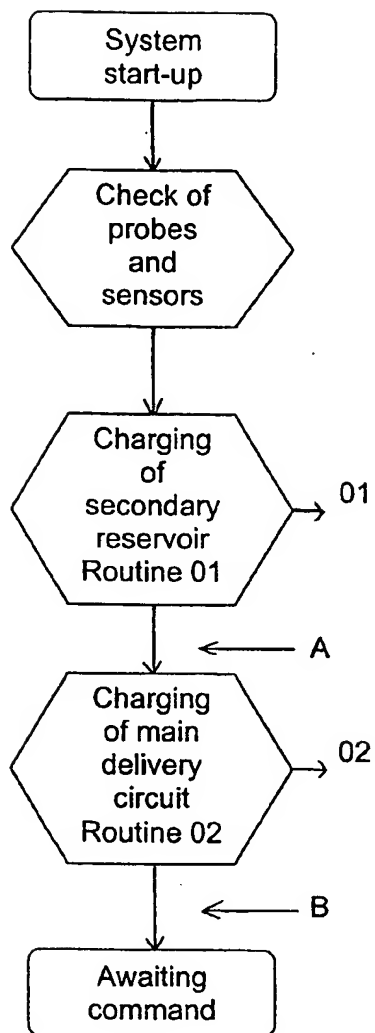 System
start-up
Check of
probes
and
sensors
Charging
of
secondary
reservoir
Routine 01
01
A
Charging
of main
delivery
circuit
Routine 02
02
B
Awaiting
command